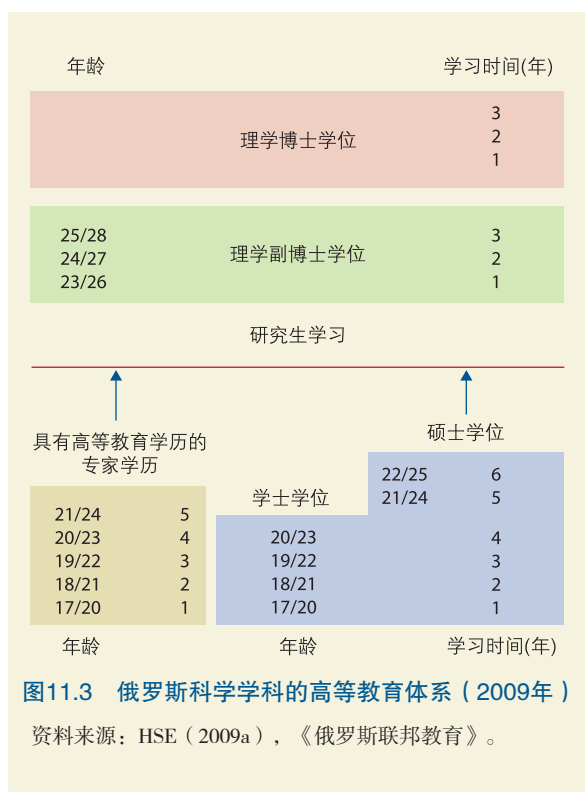 年龄 学习时间(年)
3
理学博士学位 2
1
25/28 3
24/27 理学副博士学位 2
23/26 1
研究生学习
硕士学位
具有高等教育学历的
专家学历
22/25 6
学士学位 21/24 5
21/24 5
20/23 4 20/23 4
19/22 3 19/22 3
18/21 2 18/21 2
17/20 1 17/20 1
年龄 年龄 学习时间(年)
图11.3 俄罗斯科学学科的高等教育体系（2009年）
资料来源：HSE（2009a），《俄罗斯联邦教育》。